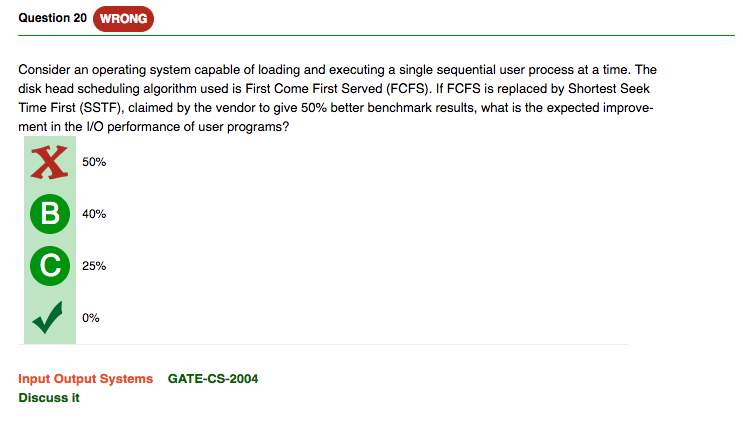 Question 20 WRONG
Consider an operating system capable of loading and executing a single sequential user process at a time. The
disk head scheduling algorithm used is First Come First Served (FCFS). If FCFS is replaced by Shortest Seek
Time First (SSTF), claimed by the vendor to give 50% better benchmark results, what is the expected improve-
ment in the I/O performance of user programs?
X 50%
B 40%
C 25%
0%
Input Output Systems GATE-CS-2004
Discuss it